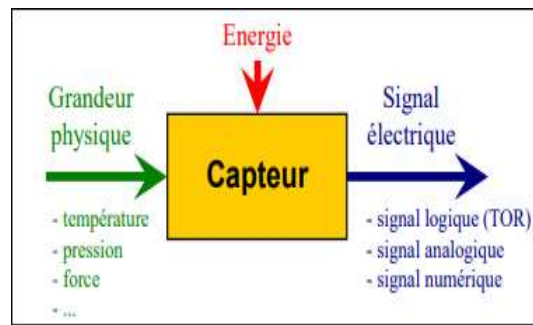 Energie
Grandeur
physique
Signal
électrique
Capteur
- température
- pression
- force
- ...
- signal logique (TOR)
- signal analogique
- signal numérique